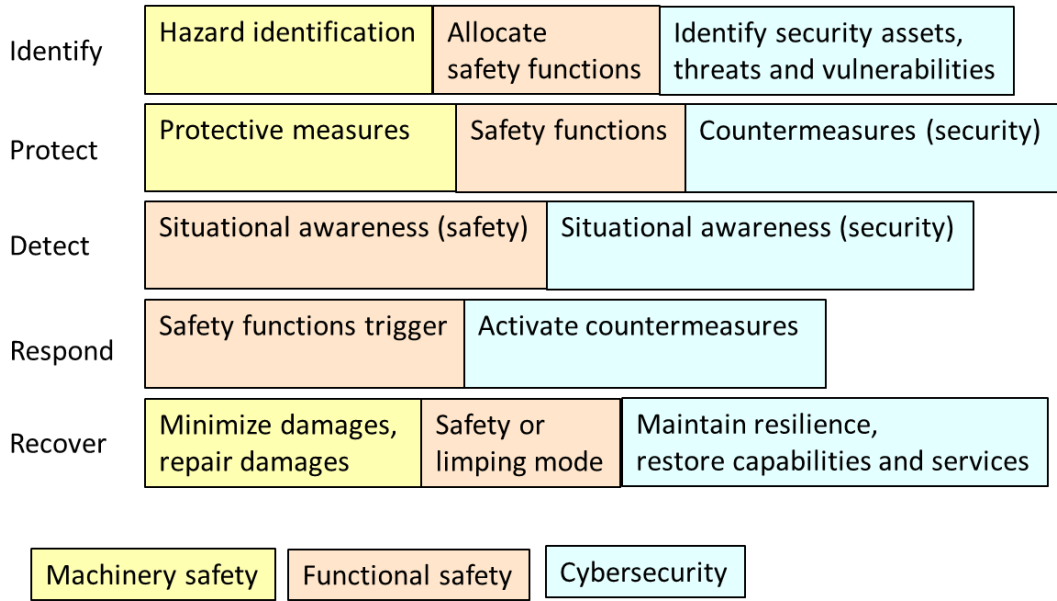 Identify
Hazard identification
Allocate
safety functions
Identify security assets,
threats and vulnerabilities
Protect
Protective measures
Safety functions
Countermeasures (security)
Detect
Situational awareness (safety)
Situational awareness (security)
Respond
Safety functions trigger
Activate countermeasures
Recover
Minimize damages,
repair damages
Safety or
limping mode
Maintain resilience,
restore capabilities and services
Machinery safety
Functional safety
Cybersecurity